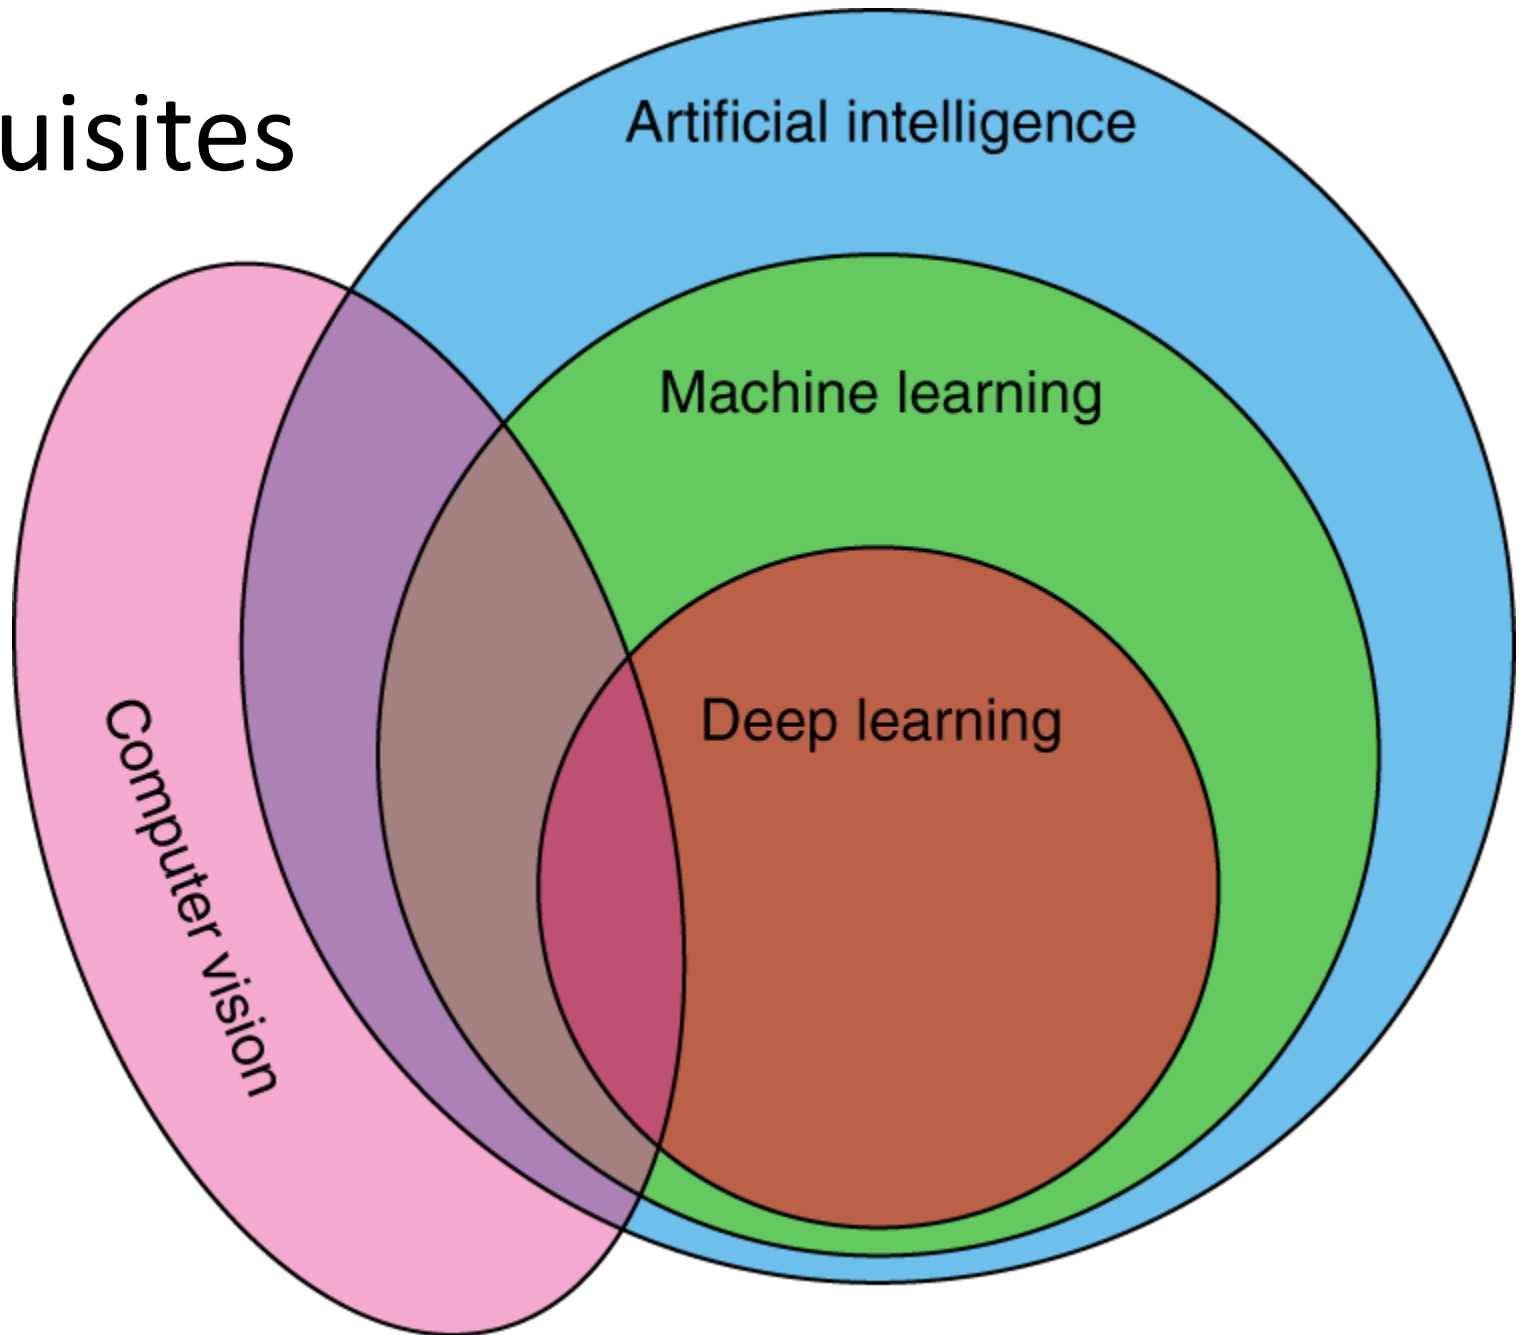 uisites
Artificial intelligence
Machine learning
Deep learning
Computer vision